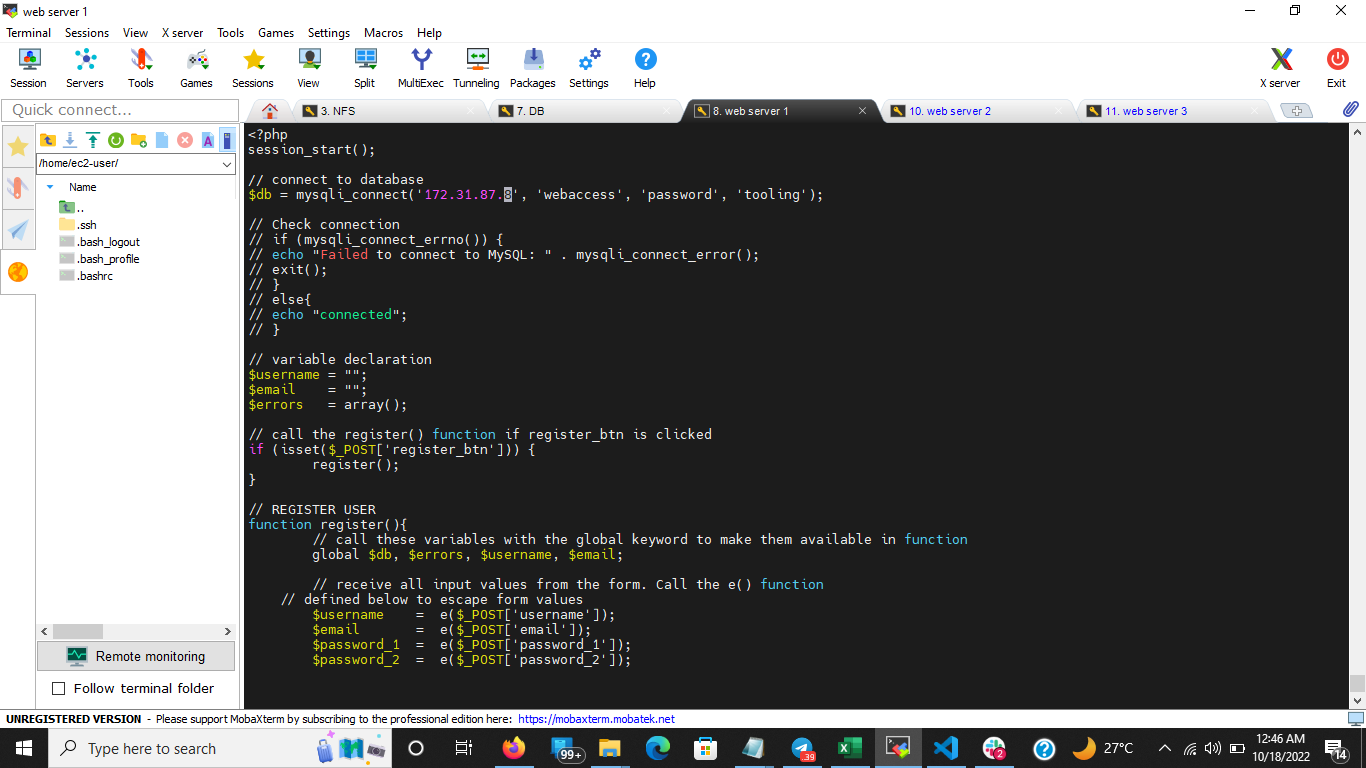 web server 1
Terminal Sessions View X server Tools Games Settings Macros Help
Session Servers Tools Games Sessions View Split MultiExec Tunneling Packages Settings Help X server Exit
Quick connect...
3. NFS
7. DB
8. web server 1
10. web server 2
11. web server 3
/home/ec2-user/
Name
..
.ssh
.bash_logout
.bash_profile
.bashrc
Remote monitoring
Follow terminal folder
<?php
session_start();
// connect to database
$db = mysqli_connect('172.31.87.8', 'webaccess', 'password', 'tooling');
// Check connection
// if (mysqli_connect_errno()) {
// echo "Failed to connect to MySQL: " . mysqli_connect_error();
// exit();
// }
// else{
// echo "connected";
// }
// variable declaration
$username = "";
$email    = "";
$errors   = array();
// call the register() function if register_btn is clicked
if (isset($_POST['register_btn'])) {
        register();
}
// REGISTER USER
function register(){
        // call these variables with the global keyword to make them available in function
        global $db, $errors, $username, $email;
        // receive all input values from the form. Call the e() function
    // defined below to escape form values
        $username    =  e($_POST['username']);
        $email       =  e($_POST['email']);
        $password_1  =  e($_POST['password_1']);
        $password_2  =  e($_POST['password_2']);
UNREGISTERED VERSION - Please support MobaXterm by subscribing to the professional edition here: https://mobaxterm.mobatek.net
Type here to search
99+
.39
2
27°C
12:46 AM
10/18/2022
14